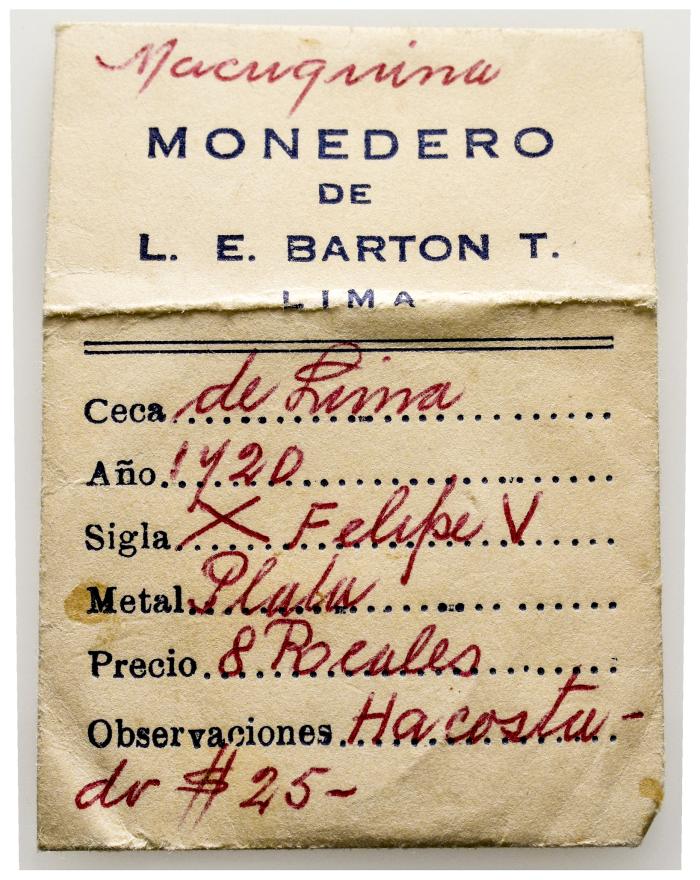 Macuquina
MONEDERO
DE
L. E. BARTON T.
LIMA
Ceca de Lima
Año 1720
Sigla X Felipe V
Metal Plata
Precio 8 Reales
Observaciones Ha costa-
do $ 25-